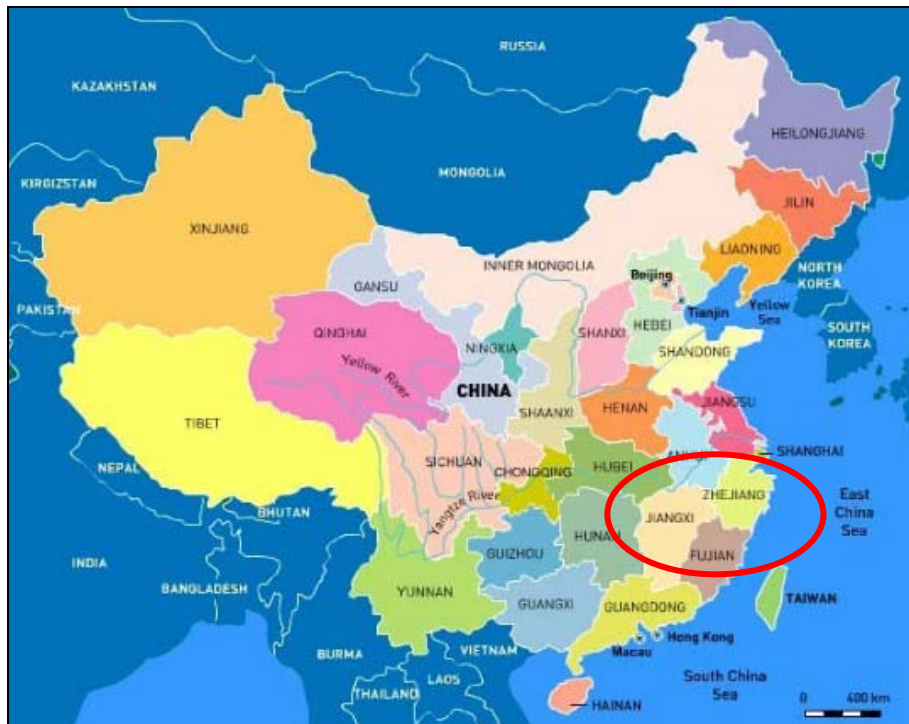 RUSSIA
KAZAKHSTAN
HEILONGJIANG
MONGOLIA
KIRGIZSTAN
JILIN
XINJIANG
LIAONING
INNER MONGOLIA
Beijing
NORTH
KOREA
GANSU
Tianjin
Yellow
Sea
PAKISTAN
QINGHAI
SHANXI
HEBEI
SOUTH
KOREA
NINGXIA
SHANDONG
Yellow River
CHINA
HENAN
JIANGSU
SHAANXI
TIBET
SHANGHAI
SICHUAN
CHONGQING
HUBEI
ANHUI
NEPAL
ZHEJIANG
East
China
Sea
Yangtze River
BHUTAN
JIANGXI
HUNAN
INDIA
GUIZHOU
FUJIAN
BANGLADESH
YUNNAN
TAIWAN
GUANGXI
GUANGDONG
Hong Kong
Macau
BURMA
VIETNAM
LAOS
South China
Sea
THAILAND
HAINAN
0 400 km